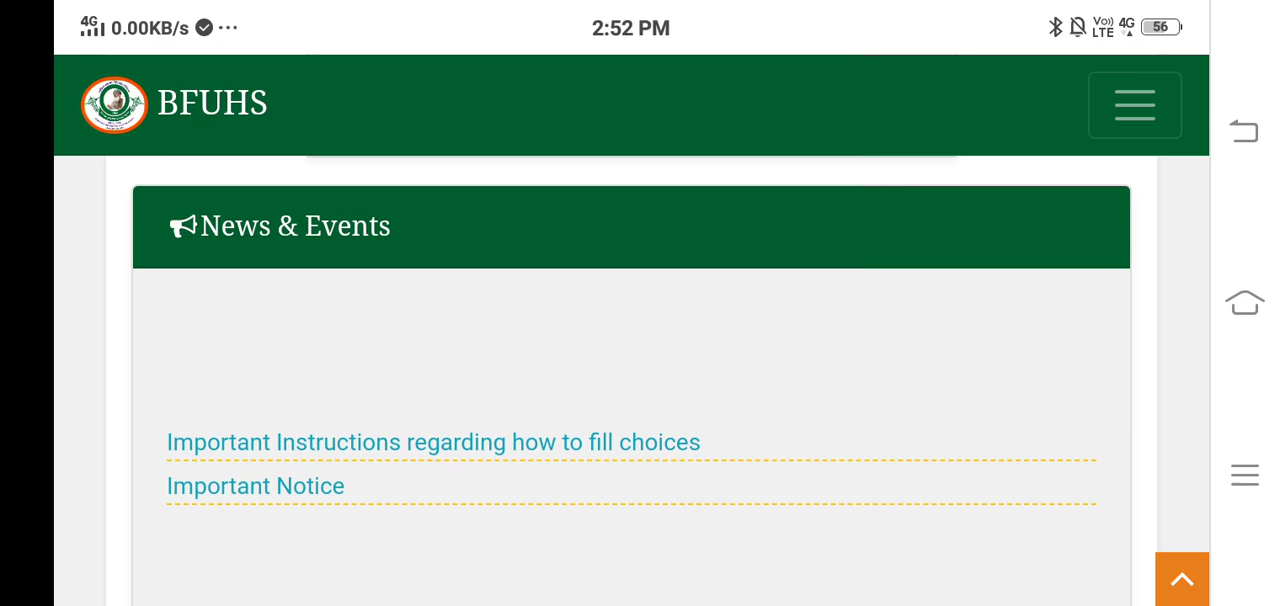 4G 0.00KB/s ... 2:52 PM Vo) LTE 4G 56
BFUHS
News & Events
Important Instructions regarding how to fill choices
Important Notice